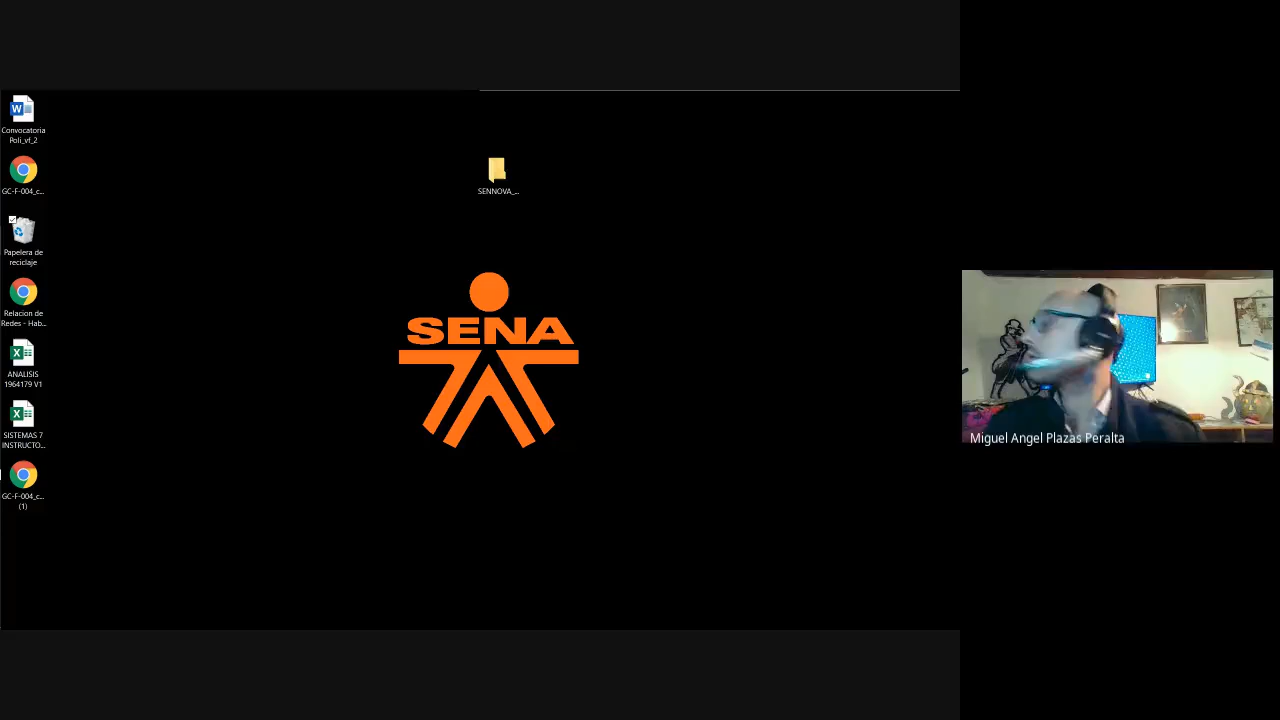 Convocatoria
Poli_vf_2
GC-F-004_c...
Papelera de
reciclaje
Relacion de
Redes - Hab...
ANALISIS
1964179 V1
SISTEMAS 7
INSTRUCTO...
GC-F-004_c...
(1)
SENNOVA_...
SENA
Miguel Angel Plazas Peralta